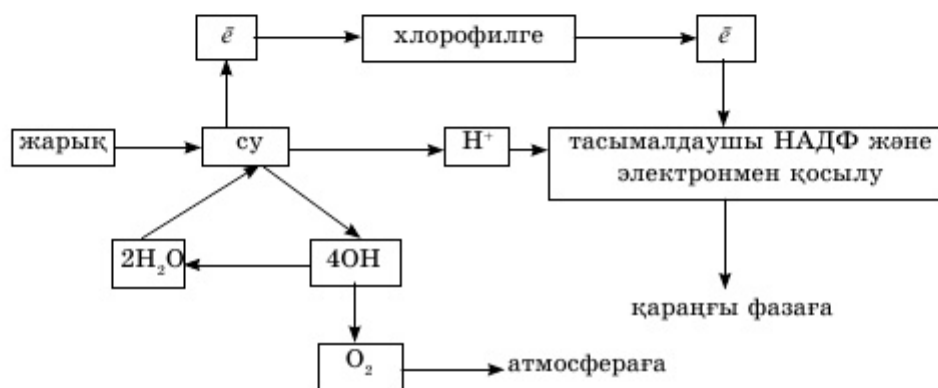 ē
хлорофилге
ē
жарық
су
H⁺
тасымалдаушы НАДФ және
электронмен қосылу
2H₂O
4OH
қараңғы фазаға
O₂
атмосфераға